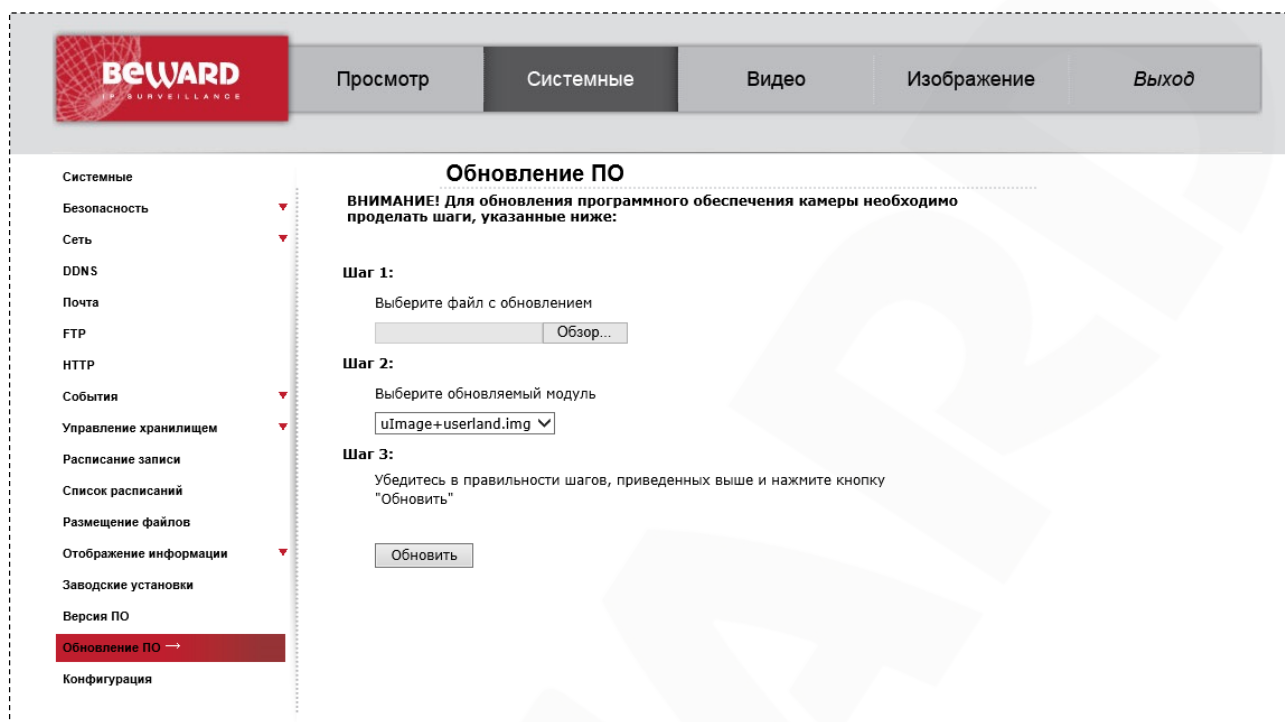 BEWARD
IP SURVEILLANCE
Просмотр
Системные
Видео
Изображение
Выход
Системные
Безопасность
Сеть
DDNS
Почта
FTP
HTTP
События
Управление хранилищем
Расписание записи
Список расписаний
Размещение файлов
Отображение информации
Заводские установки
Версия ПО
Обновление ПО →
Конфигурация
Обновление ПО
ВНИМАНИЕ! Для обновления программного обеспечения камеры необходимо
проделать шаги, указанные ниже:
Шаг 1:
Выберите файл с обновлением
Обзор...
Шаг 2:
Выберите обновляемый модуль
uImage+userland.img
Шаг 3:
Убедитесь в правильности шагов, приведенных выше и нажмите кнопку
"Обновить"
Обновить